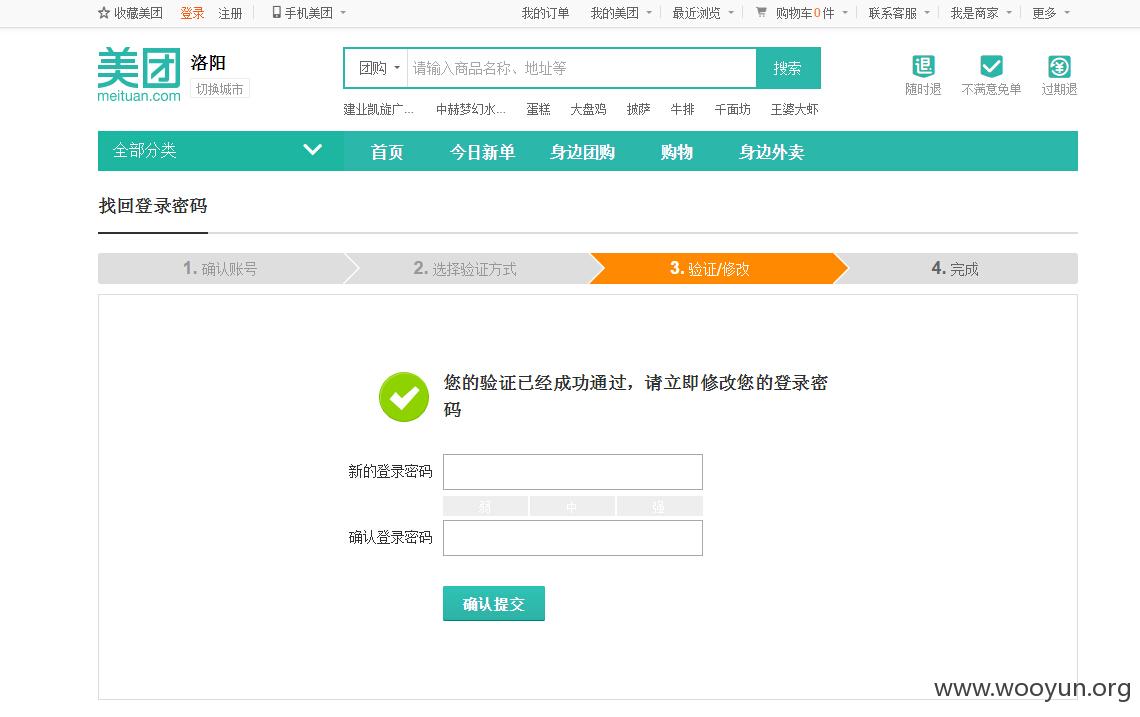 收藏美团 登录 注册 手机美团 我的订单 我的美团 最近浏览 购物车0件 联系客服 我是商家 更多
美团 洛阳 团购 请输入商品名称、地址等 搜索 退
meituan.com 切换城市 随时退 不满意免单 过期退
建业凯旋广... 中赫梦幻水... 蛋糕 大盘鸡 披萨 牛排 千面坊 王婆大虾
全部分类 首页 今日新单 身边团购 购物 身边外卖
找回登录密码
1. 确认账号 2. 选择验证方式 3. 验证/修改 4. 完成
您的验证已经成功通过，请立即修改您的登录密
码
新的登录密码
弱 中 强
确认登录密码
确认提交
www.wooyun.org